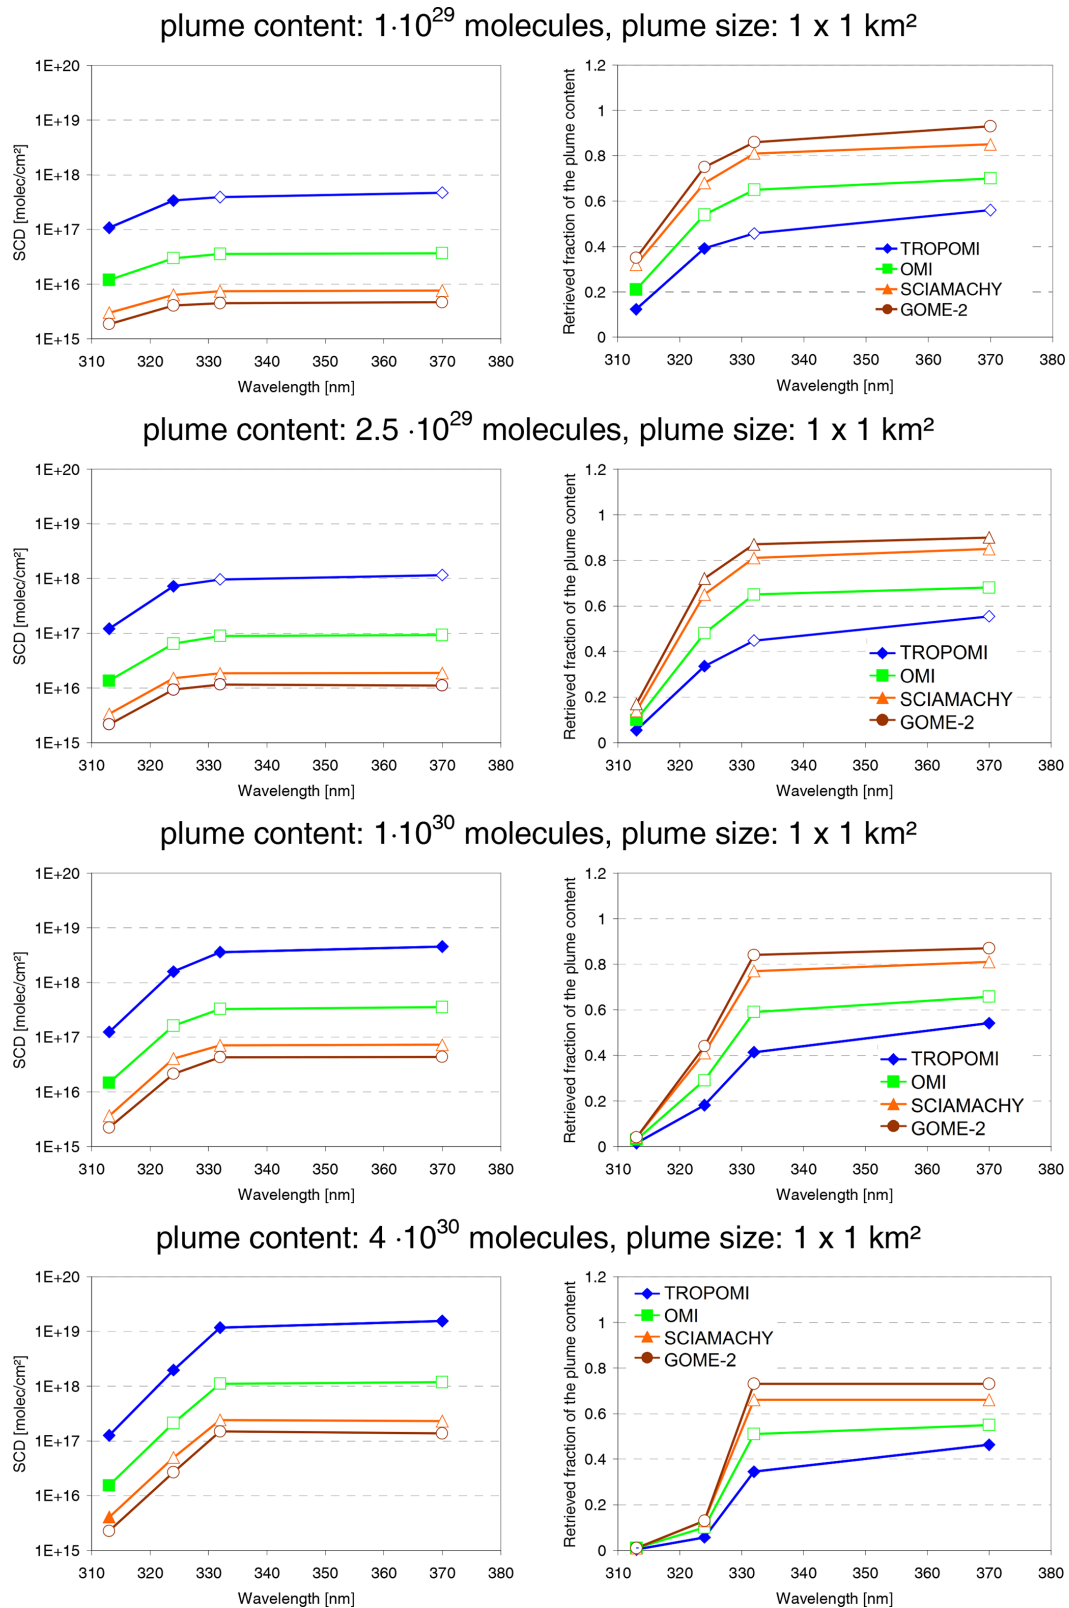 plume content: 1·10²⁹ molecules, plume size: 1 x 1 km²
1E+20
1E+19
1E+18
1E+17
1E+16
1E+15
SCD [molec/cm²]
310 320 330 340 350 360 370 380
Wavelength [nm]
1.2
1
0.8
0.6
0.4
0.2
0
Retrieved fraction of the plume content
TROPOMI
OMI
SCIAMACHY
GOME-2
310 320 330 340 350 360 370 380
Wavelength [nm]
plume content: 2.5 ·10²⁹ molecules, plume size: 1 x 1 km²
1E+20
1E+19
1E+18
1E+17
1E+16
1E+15
SCD [molec/cm²]
310 320 330 340 350 360 370 380
Wavelength [nm]
1.2
1
0.8
0.6
0.4
0.2
0
Retrieved fraction of the plume content
TROPOMI
OMI
SCIAMACHY
GOME-2
310 320 330 340 350 360 370 380
Wavelength [nm]
plume content: 1·10³⁰ molecules, plume size: 1 x 1 km²
1E+20
1E+19
1E+18
1E+17
1E+16
1E+15
SCD [molec/cm²]
310 320 330 340 350 360 370 380
Wavelength [nm]
1.2
1
0.8
0.6
0.4
0.2
0
Retrieved fraction of the plume content
TROPOMI
OMI
SCIAMACHY
GOME-2
310 320 330 340 350 360 370 380
Wavelength [nm]
plume content: 4 ·10³⁰ molecules, plume size: 1 x 1 km²
1E+20
1E+19
1E+18
1E+17
1E+16
1E+15
SCD [molec/cm²]
310 320 330 340 350 360 370 380
Wavelength [nm]
1.2
1
0.8
0.6
0.4
0.2
0
Retrieved fraction of the plume content
TROPOMI
OMI
SCIAMACHY
GOME-2
310 320 330 340 350 360 370 380
Wavelength [nm]